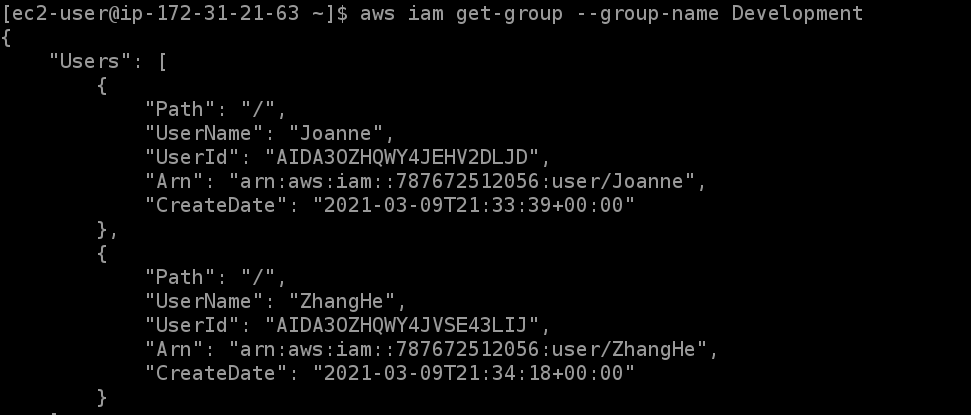 [ec2-user@ip-172-31-21-63 ~]$ aws iam get-group --group-name Development
{
    "Users": [
        {
            "Path": "/",
            "UserName": "Joanne",
            "UserId": "AIDA3OZHQWY4JEHV2DLJD",
            "Arn": "arn:aws:iam::787672512056:user/Joanne",
            "CreateDate": "2021-03-09T21:33:39+00:00"
        },
        {
            "Path": "/",
            "UserName": "ZhangHe",
            "UserId": "AIDA3OZHQWY4JVSE43LIJ",
            "Arn": "arn:aws:iam::787672512056:user/ZhangHe",
            "CreateDate": "2021-03-09T21:34:18+00:00"
        }